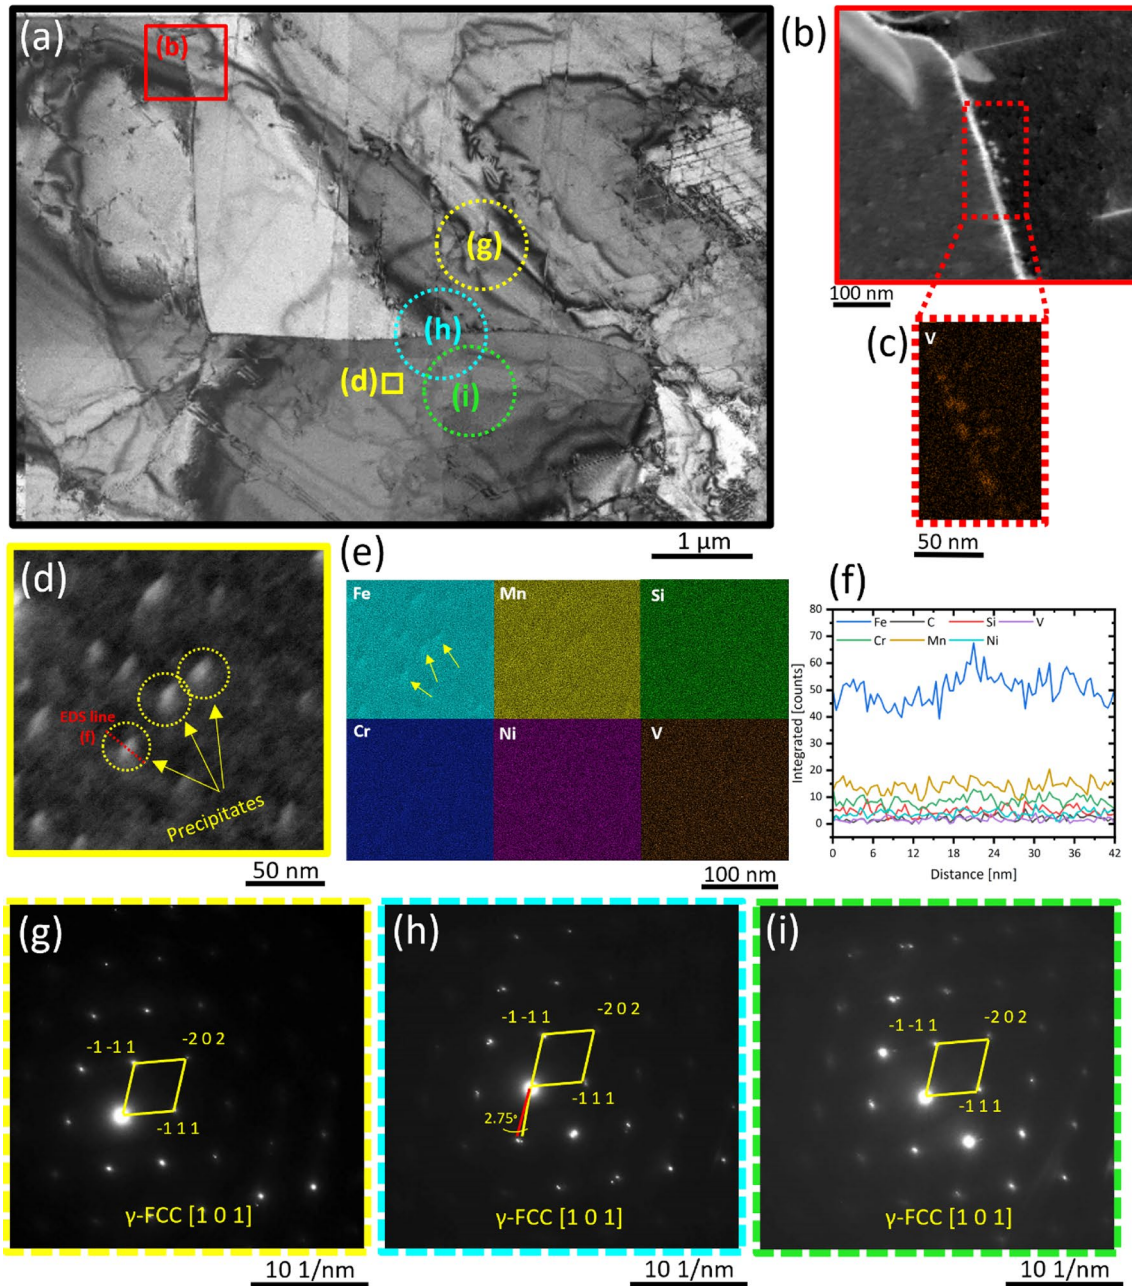 (a)
(b)
(g)
(h)
(d)
(i)
1 µm
(b)
100 nm
(c)
V
50 nm
(d)
EDS line
(f)
Precipitates
50 nm
(e)
Fe
Mn
Si
Cr
Ni
V
100 nm
(f)
Fe C Si V
Cr Mn Ni
Integrated [counts]
80
70
60
50
40
30
20
10
0
0 6 12 18 24 30 36 42
Distance [nm]
(g)
-1 -1 1
-2 0 2
-1 1 1
γ-FCC [1 0 1]
10 1/nm
(h)
-1 -1 1
-2 0 2
-1 1 1
2.75°
γ-FCC [1 0 1]
10 1/nm
(i)
-1 -1 1
-2 0 2
-1 1 1
γ-FCC [1 0 1]
10 1/nm